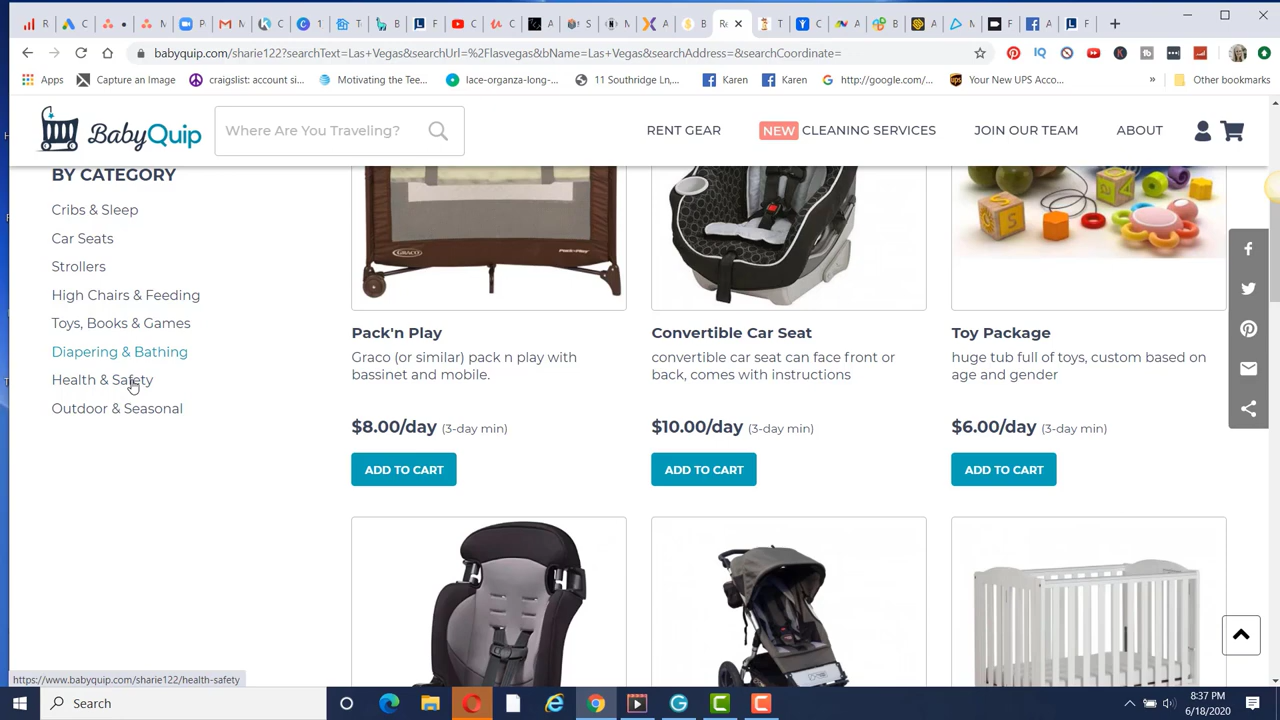 babyquip.com/sharie122?searchText=Las+Vegas&searchUrl=%2Flasvegas&bName=Las+Vegas&searchAddress=&searchCoordinate=
Apps
Capture an Image
craigslist: account si...
Motivating the Tee...
lace-organza-long-...
11 Southridge Ln,...
Karen
Karen
http://google.com/...
Your New UPS Acco...
»
Other bookmarks
BabyQuip
Where Are You Traveling?
RENT GEAR
NEW CLEANING SERVICES
JOIN OUR TEAM
ABOUT
BY CATEGORY
Cribs & Sleep
Car Seats
Strollers
High Chairs & Feeding
Toys, Books & Games
Diapering & Bathing
Health & Safety
Outdoor & Seasonal
GRACO
Pack'n Play
Graco (or similar) pack n play with
bassinet and mobile.
$8.00/day (3-day min)
ADD TO CART
Convertible Car Seat
convertible car seat can face front or
back, comes with instructions
$10.00/day (3-day min)
ADD TO CART
Toy Package
huge tub full of toys, custom based on
age and gender
$6.00/day (3-day min)
ADD TO CART
https://www.babyquip.com/sharie122/health-safety
Search
8:37 PM
6/18/2020